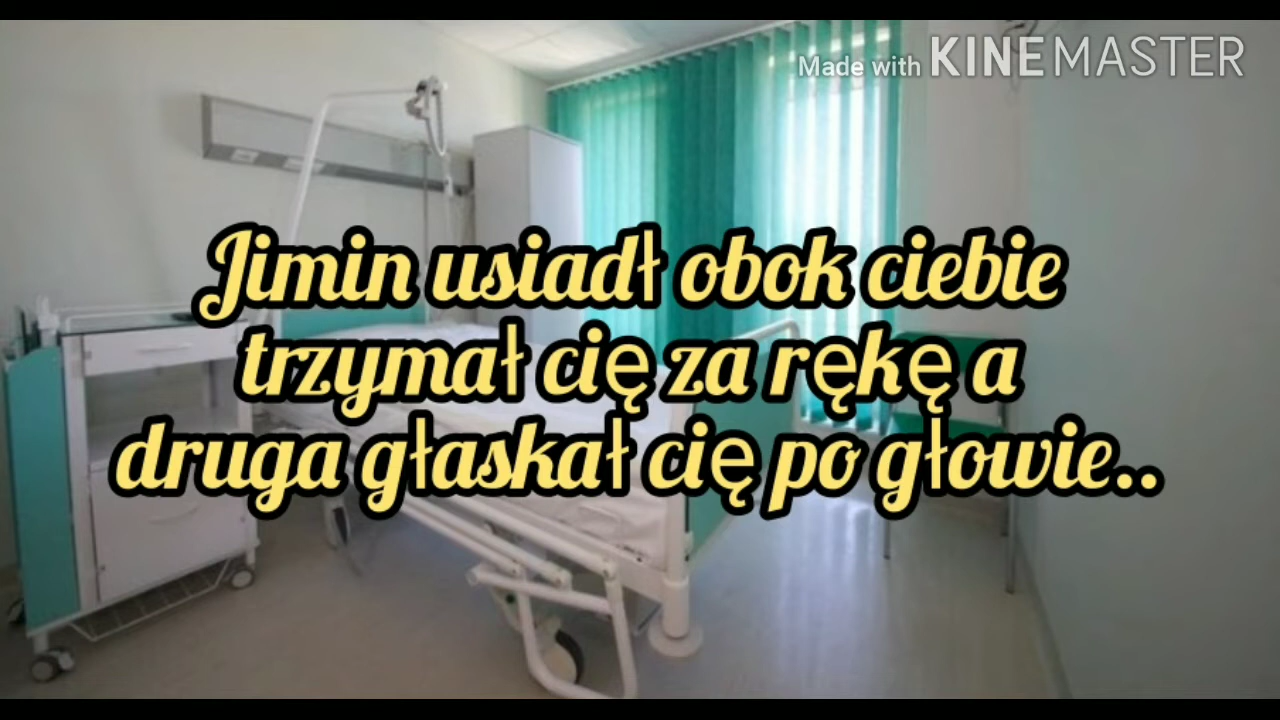 Made with KINEMASTER
Jimin usiadł obok ciebie
trzymał cię za rękę a
druga głaskał cię po głowie..